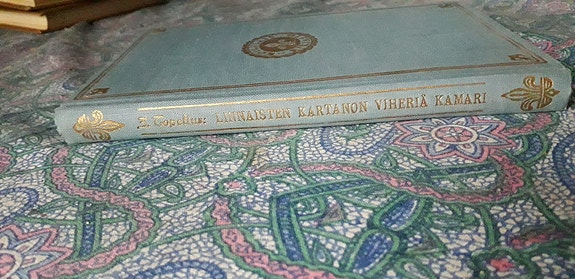 Z. Topelius: LINNAISTEN KARTANON VIHERIÄ KAMARI